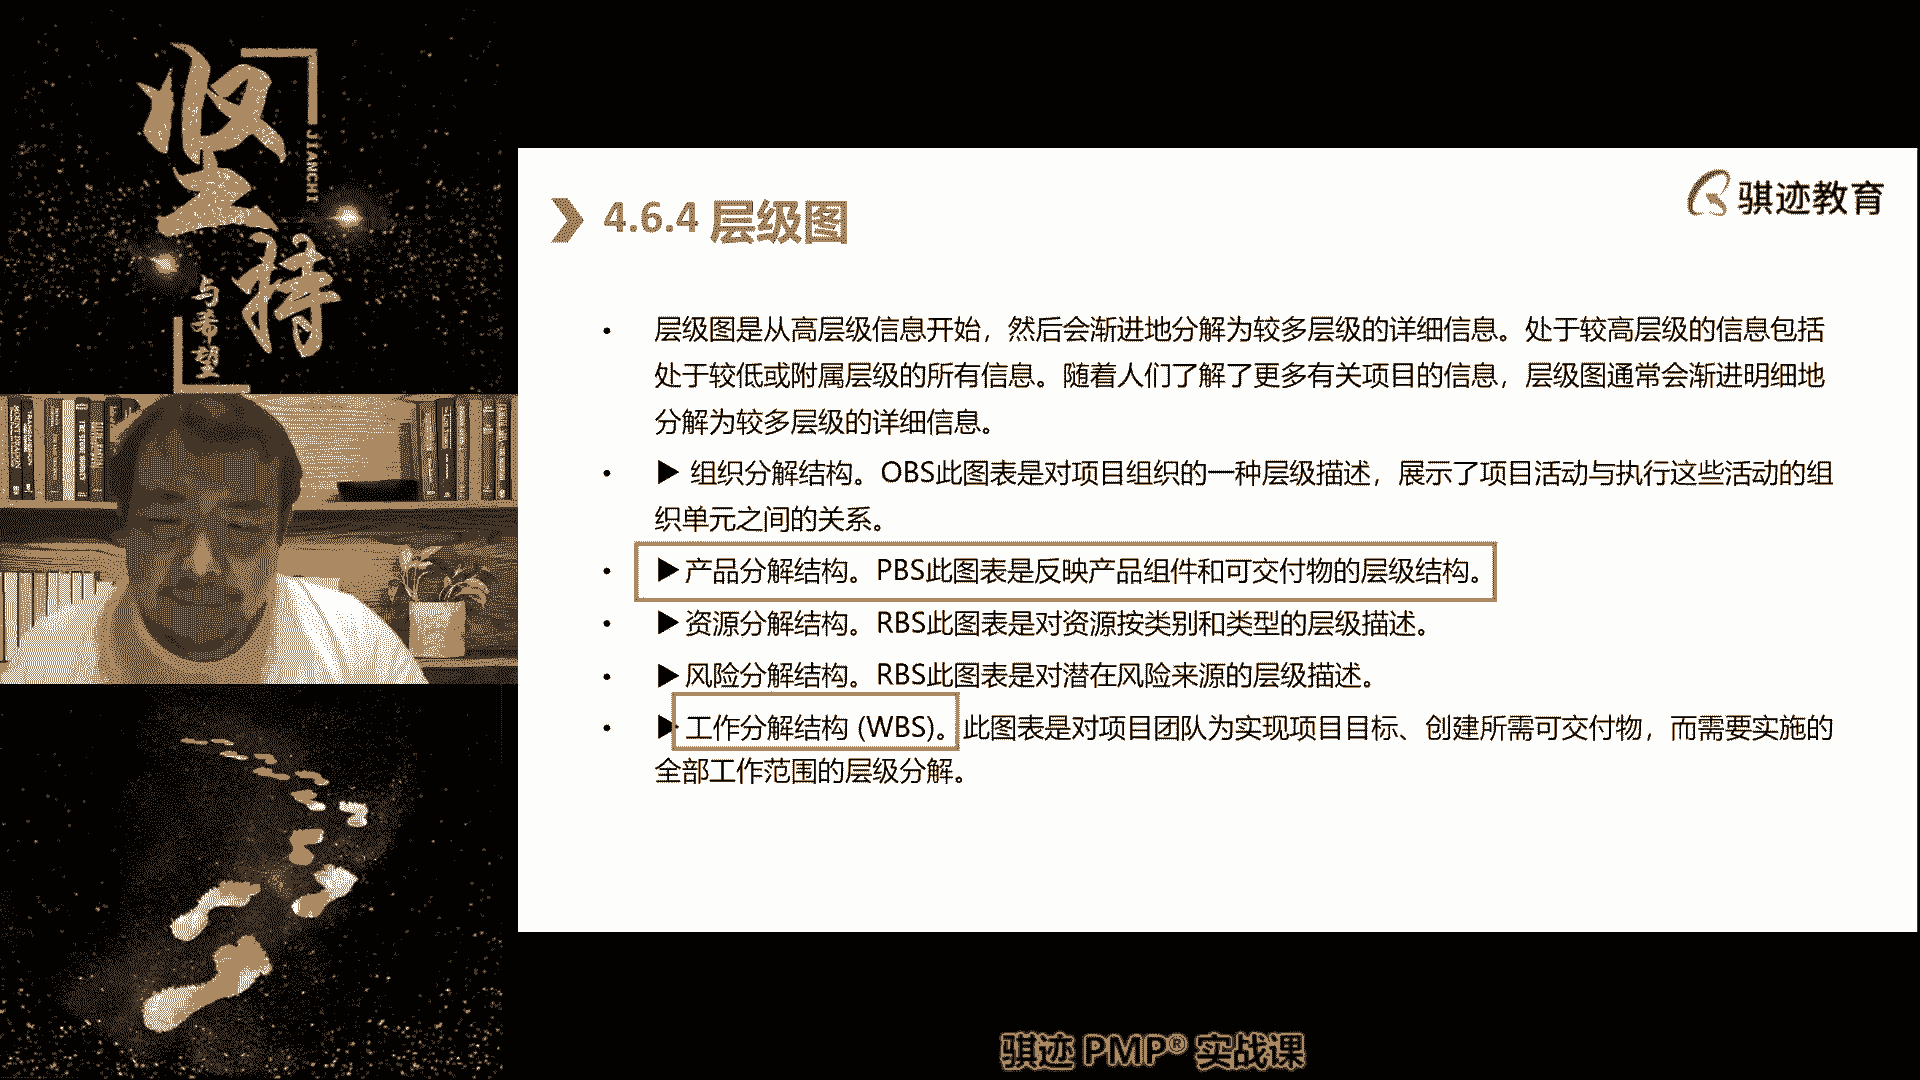 坚持
JIANCHI
与希望
4.6.4 层级图
骐迹教育
• 层级图是从高层级信息开始，然后会渐进地分解为较多层级的详细信息。处于较高层级的信息包括
处于较低或附属层级的所有信息。随着人们了解了更多有关项目的信息，层级图通常会渐进明细地
分解为较多层级的详细信息。
• ▶ 组织分解结构。OBS此图表是对项目组织的一种层级描述，展示了项目活动与执行这些活动的组
织单元之间的关系。
• ▶产品分解结构。PBS此图表是反映产品组件和可交付物的层级结构。
• ▶资源分解结构。RBS此图表是对资源按类别和类型的层级描述。
• ▶风险分解结构。RBS此图表是对潜在风险来源的层级描述。
• ▶工作分解结构 (WBS)。此图表是对项目团队为实现项目目标、创建所需可交付物，而需要实施的
全部工作范围的层级分解。
骐迹 PMP® 实战课